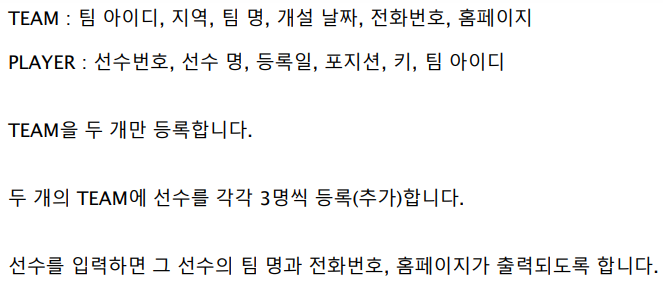 TEAM : 팀 아이디, 지역, 팀 명, 개설 날짜, 전화번호, 홈페이지
PLAYER : 선수번호, 선수 명, 등록일, 포지션, 키, 팀 아이디
TEAM을 두 개만 등록합니다.
두 개의 TEAM에 선수를 각각 3명씩 등록(추가)합니다.
선수를 입력하면 그 선수의 팀 명과 전화번호, 홈페이지가 출력되도록 합니다.